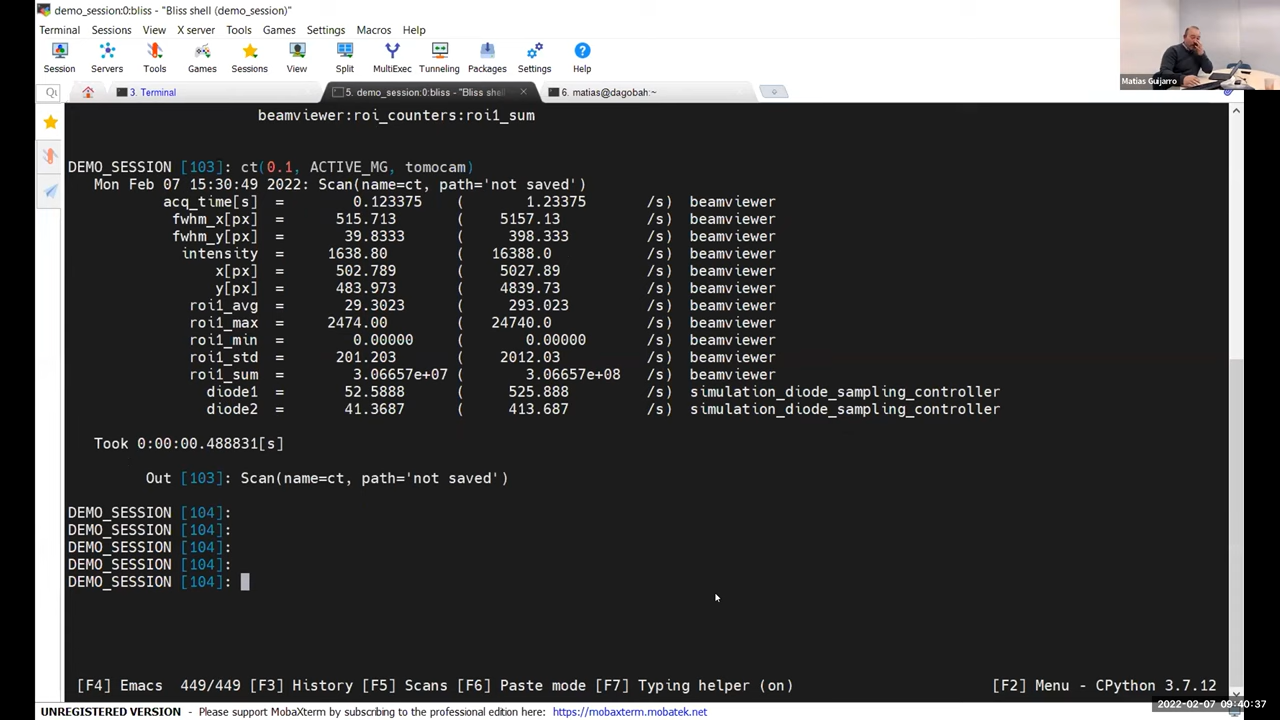 demo_session:0:bliss - "Bliss shell (demo_session)"
Terminal Sessions View X server Tools Games Settings Macros Help
Session Servers Tools Games Sessions View Split MultiExec Tunneling Packages Settings Help
Matias Guijarro
3. Terminal
5. demo_session:0:bliss - "Bliss shell
6. matias@dagobah:~
beamviewer:roi_counters:roi1_sum
DEMO_SESSION [103]: ct(0.1, ACTIVE_MG, tomocam)
Mon Feb 07 15:30:49 2022: Scan(name=ct, path='not saved')
acq_time[s] = 0.123375 ( 1.23375 /s) beamviewer
fwhm_x[px] = 515.713 ( 5157.13 /s) beamviewer
fwhm_y[px] = 39.8333 ( 398.333 /s) beamviewer
intensity = 1638.80 ( 16388.0 /s) beamviewer
x[px] = 502.789 ( 5027.89 /s) beamviewer
y[px] = 483.973 ( 4839.73 /s) beamviewer
roi1_avg = 29.3023 ( 293.023 /s) beamviewer
roi1_max = 2474.00 ( 24740.0 /s) beamviewer
roi1_min = 0.00000 ( 0.00000 /s) beamviewer
roi1_std = 201.203 ( 2012.03 /s) beamviewer
roi1_sum = 3.06657e+07 ( 3.06657e+08 /s) beamviewer
diode1 = 52.5888 ( 525.888 /s) simulation_diode_sampling_controller
diode2 = 41.3687 ( 413.687 /s) simulation_diode_sampling_controller
Took 0:00:00.488831[s]
Out [103]: Scan(name=ct, path='not saved')
DEMO_SESSION [104]:
DEMO_SESSION [104]:
DEMO_SESSION [104]:
DEMO_SESSION [104]:
DEMO_SESSION [104]:
[F4] Emacs 449/449 [F3] History [F5] Scans [F6] Paste mode [F7] Typing helper (on) [F2] Menu - CPython 3.7.12
2022-02-07 09:40:37
UNREGISTERED VERSION - Please support MobaXterm by subscribing to the professional edition here: https://mobaxterm.mobatek.net